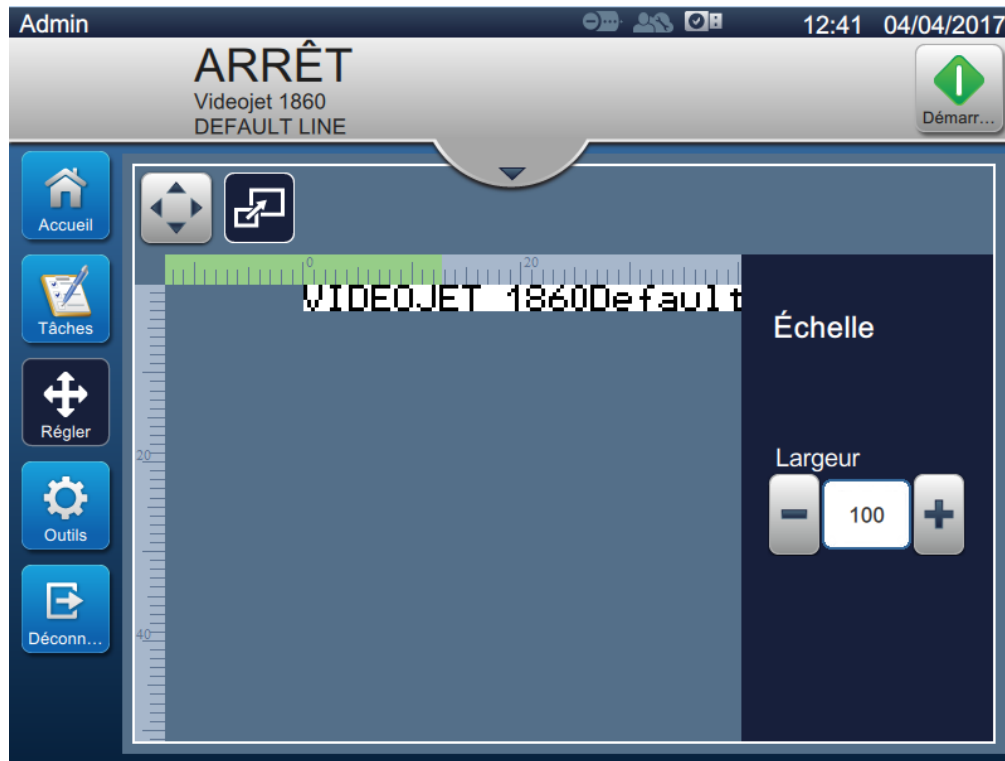 Admin 12:41 04/04/2017
ARRÊT
Videojet 1860
DEFAULT LINE
Démarr...
Accueil
Tâches
Régler
Outils
Déconn...
0 20
VIDEOJET 1860Default
20
40
Échelle
Largeur
100